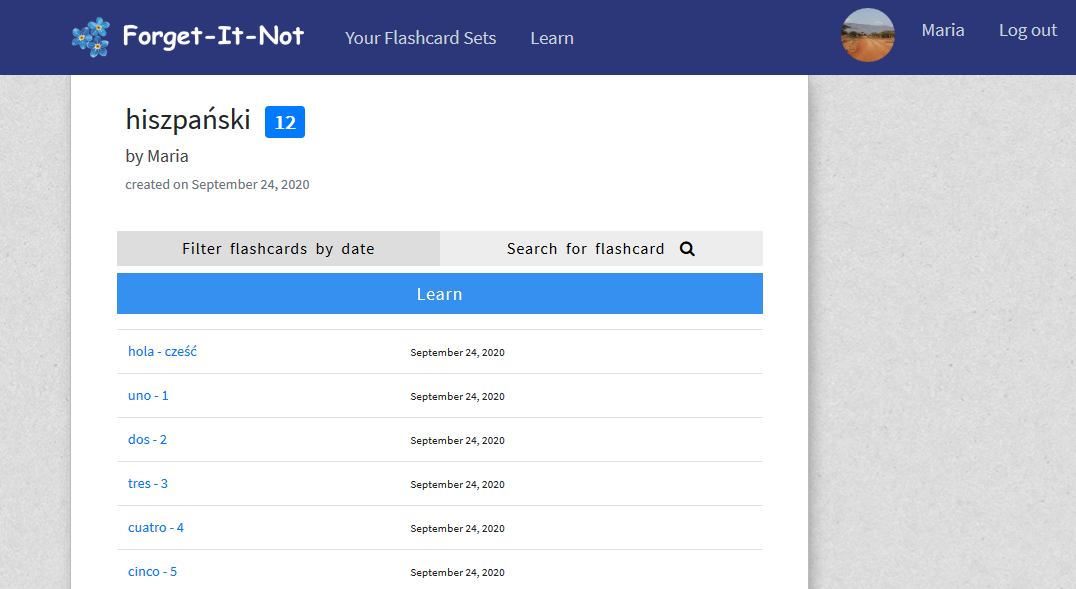 Forget-It-Not Your Flashcard Sets Learn Maria Log out
hiszpański 12
by Maria
created on September 24, 2020
Filter flashcards by date Search for flashcard
Learn
hola - cześć September 24, 2020
uno - 1 September 24, 2020
dos - 2 September 24, 2020
tres - 3 September 24, 2020
cuatro - 4 September 24, 2020
cinco - 5 September 24, 2020